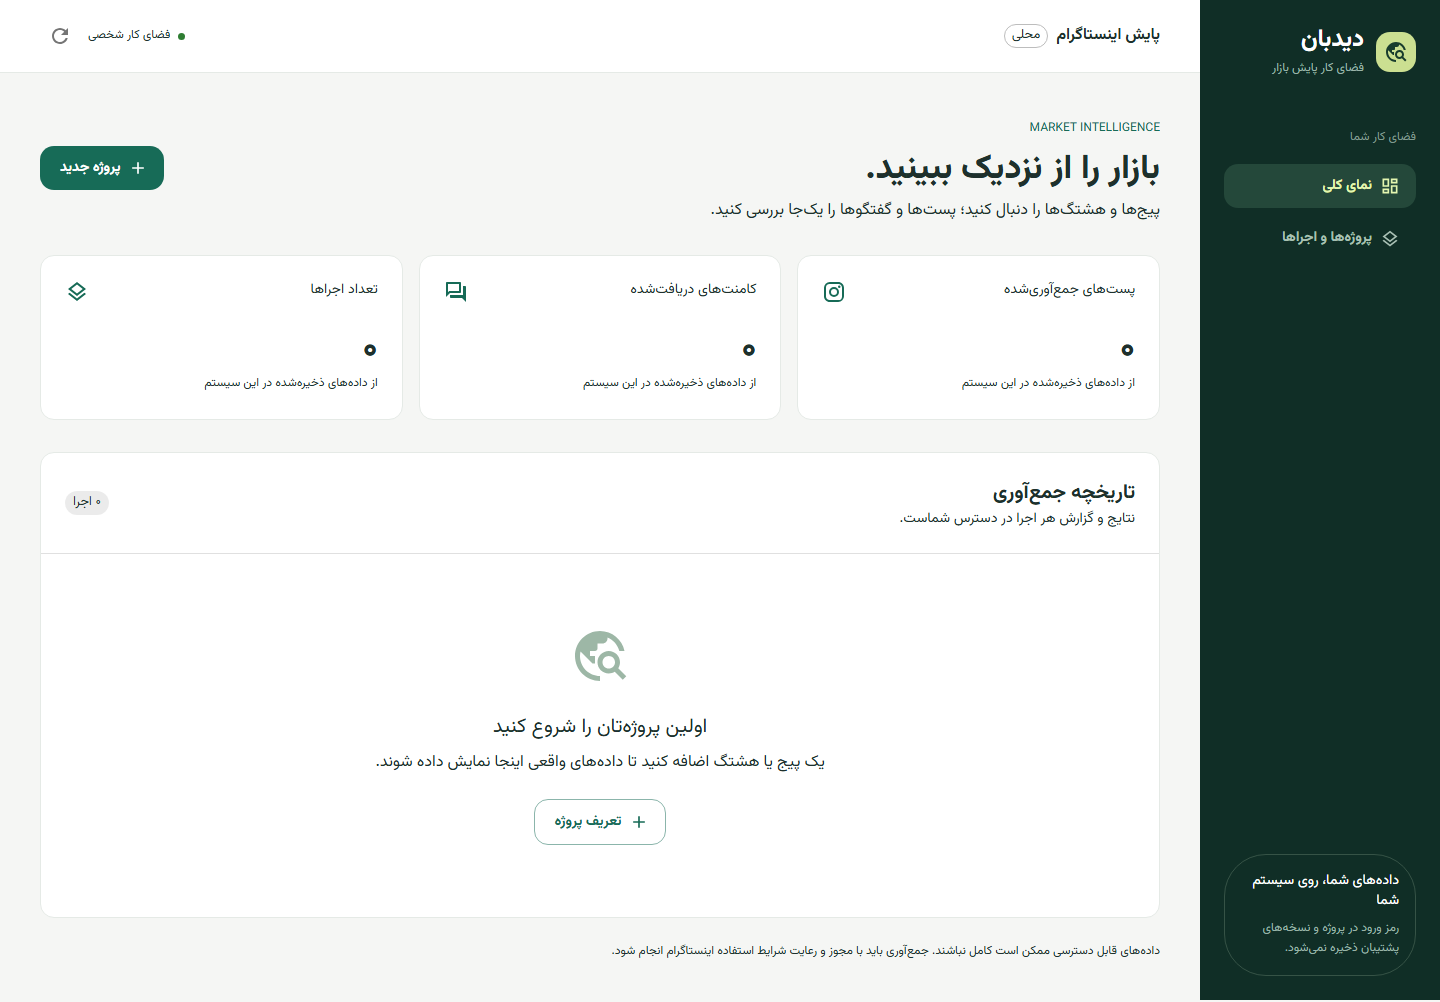 دیدبان
فضای کار پایش بازار
فضای کار شما
نمای کلی
پروژه‌ها و اجراها
داده‌های شما، روی سیستم
شما
رمز ورود در پروژه و نسخه‌های
پشتیبان ذخیره نمی‌شود.
پایش اینستاگرام محلی
فضای کار شخصی
MARKET INTELLIGENCE
بازار را از نزدیک ببینید.
پیج‌ها و هشتگ‌ها را دنبال کنید؛ پست‌ها و گفتگوها را یک‌جا بررسی کنید.
پروژه جدید
پست‌های جمع‌آوری‌شده
۰
از داده‌های ذخیره‌شده در این سیستم
کامنت‌های دریافت‌شده
۰
از داده‌های ذخیره‌شده در این سیستم
تعداد اجراها
۰
از داده‌های ذخیره‌شده در این سیستم
تاریخچه جمع‌آوری
نتایج و گزارش هر اجرا در دسترس شماست.
۰ اجرا
اولین پروژه‌تان را شروع کنید
یک پیج یا هشتگ اضافه کنید تا داده‌های واقعی اینجا نمایش داده شوند.
تعریف پروژه
داده‌های قابل دسترسی ممکن است کامل نباشند. جمع‌آوری باید با مجوز و رعایت شرایط استفاده اینستاگرام انجام شود.